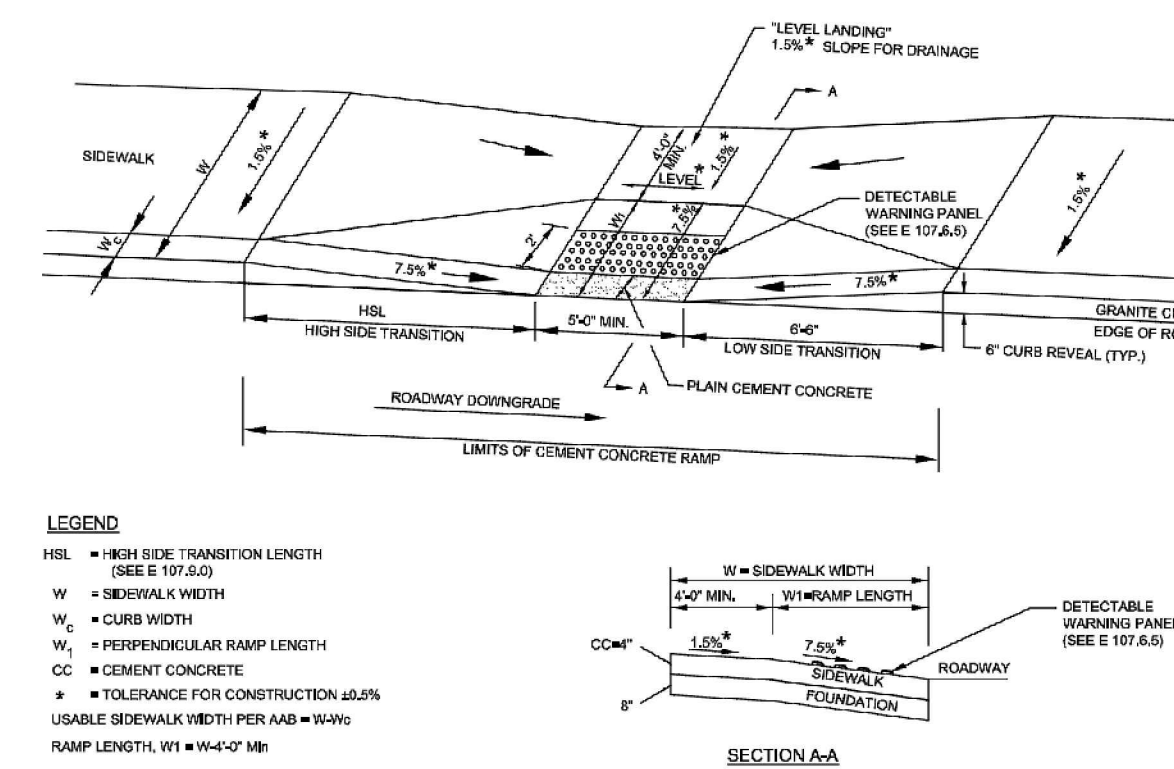 "LEVEL LANDING"
1.5%* SLOPE FOR DRAINAGE
A
SIDEWALK
W
1.5%*
4'-0"
MIN.
1.5%*
LEVEL
1.5%*
DETECTABLE
WARNING PANEL
(SEE E 107.6.5)
Wc
W1
7.5%*
2'
7.5%*
7.5%*
HSL
HIGH SIDE TRANSITION
5'-0" MIN.
6'-6"
LOW SIDE TRANSITION
GRANITE
EDGE OF
6" CURB REVEAL (TYP.)
A
PLAIN CEMENT CONCRETE
ROADWAY DOWNGRADE
LIMITS OF CEMENT CONCRETE RAMP
LEGEND
HSL = HIGH SIDE TRANSITION LENGTH
(SEE E 107.9.0)
W = SIDEWALK WIDTH
Wc = CURB WIDTH
W1 = PERPENDICULAR RAMP LENGTH
CC = CEMENT CONCRETE
* = TOLERANCE FOR CONSTRUCTION ±0.5%
USABLE SIDEWALK WIDTH PER AAB = W-Wc
RAMP LENGTH, W1 = W-4'-0" Min
W = SIDEWALK WIDTH
4'-0" MIN.
W1=RAMP LENGTH
DETECTABLE
WARNING PANEL
(SEE E 107.6.5)
CC=4"
1.5%*
7.5%*
SIDEWALK
ROADWAY
FOUNDATION
8"
SECTION A-A